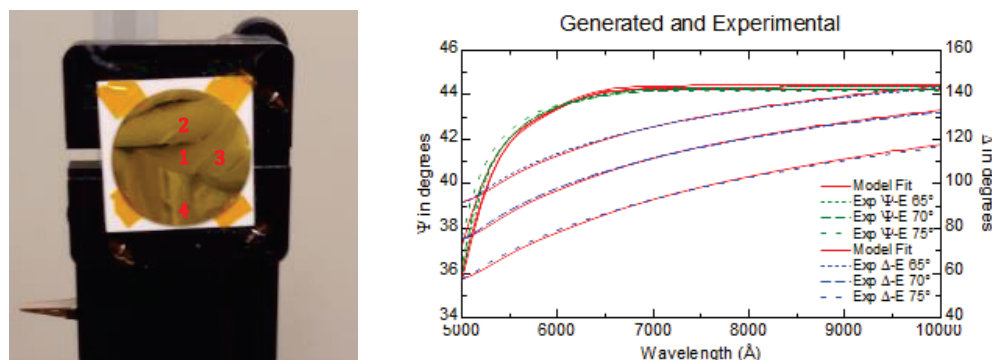 2
1 3
4
Generated and Experimental
46
44
42
40
38
36
34
160
140
120
100
80
60
40
Ψ in degrees
Δ in degrees
Model Fit
Exp Ψ-E 65°
Exp Ψ-E 70°
Exp Ψ-E 75°
Model Fit
Exp Δ-E 65°
Exp Δ-E 70°
Exp Δ-E 75°
5000 6000 7000 8000 9000 10000
Wavelength (Å)